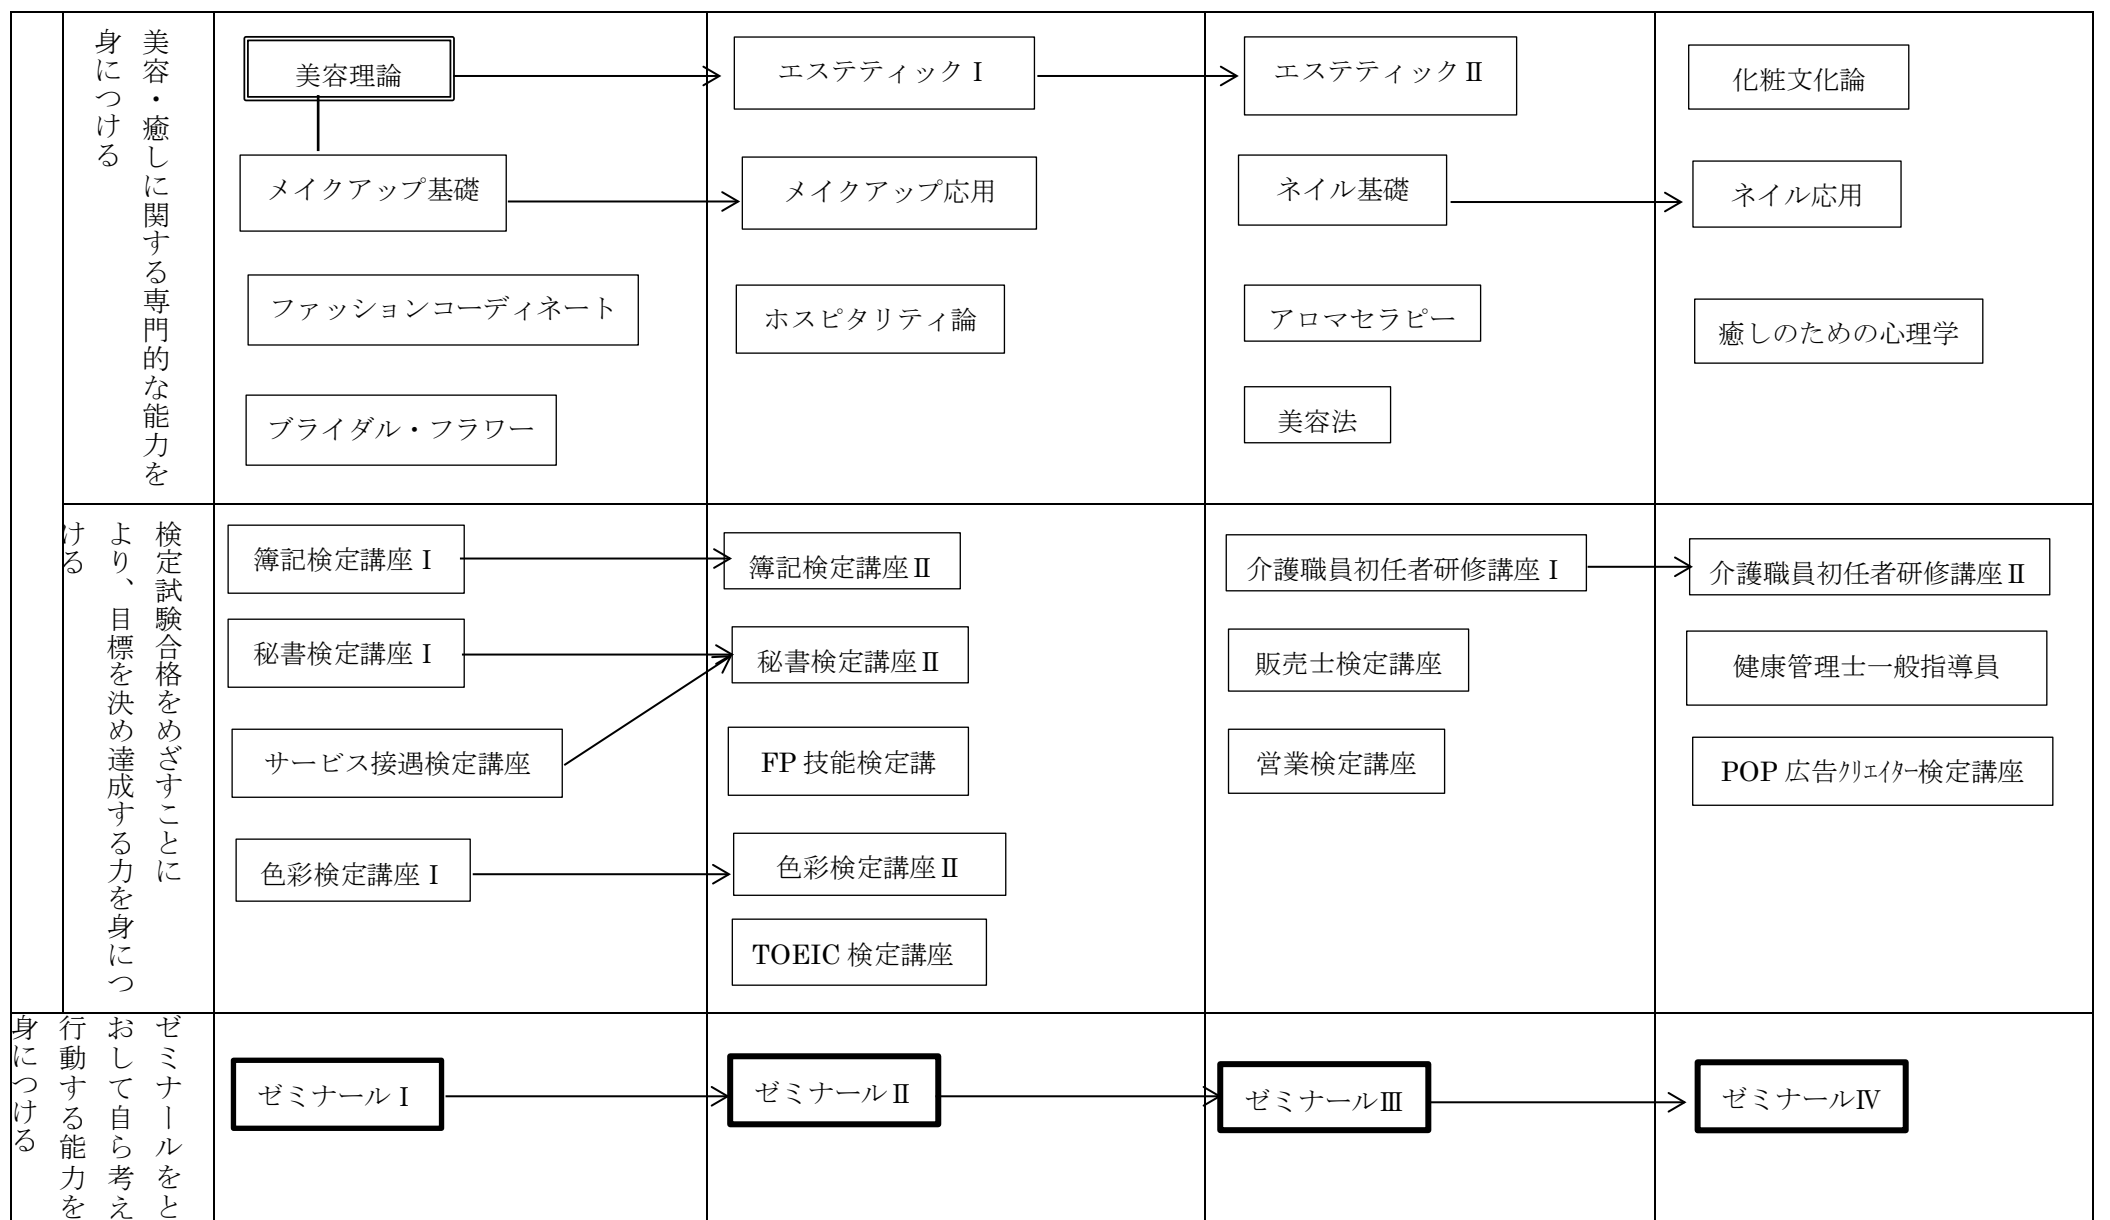 美容・癒しに関する専門的な能力を
身につける
美容理論
エステティックⅠ
エステティックⅡ
化粧文化論
メイクアップ基礎
メイクアップ応用
ネイル基礎
ネイル応用
ファッションコーディネート
ホスピタリティ論
アロマセラピー
癒しのための心理学
ブライダル・フラワー
美容法
検定試験合格をめざすことに
より、目標を決め達成する力を身につ
ける
簿記検定講座Ⅰ
簿記検定講座Ⅱ
介護職員初任者研修講座Ⅰ
介護職員初任者研修講座Ⅱ
秘書検定講座Ⅰ
秘書検定講座Ⅱ
販売士検定講座
健康管理士一般指導員
サービス接遇検定講座
FP 技能検定講
営業検定講座
POP 広告ｸﾘｴｲﾀｰ検定講座
色彩検定講座Ⅰ
色彩検定講座Ⅱ
TOEIC 検定講座
ゼミナールをと
おして自ら考え
行動する能力を
身につける
ゼミナールⅠ
ゼミナールⅡ
ゼミナールⅢ
ゼミナールⅣ